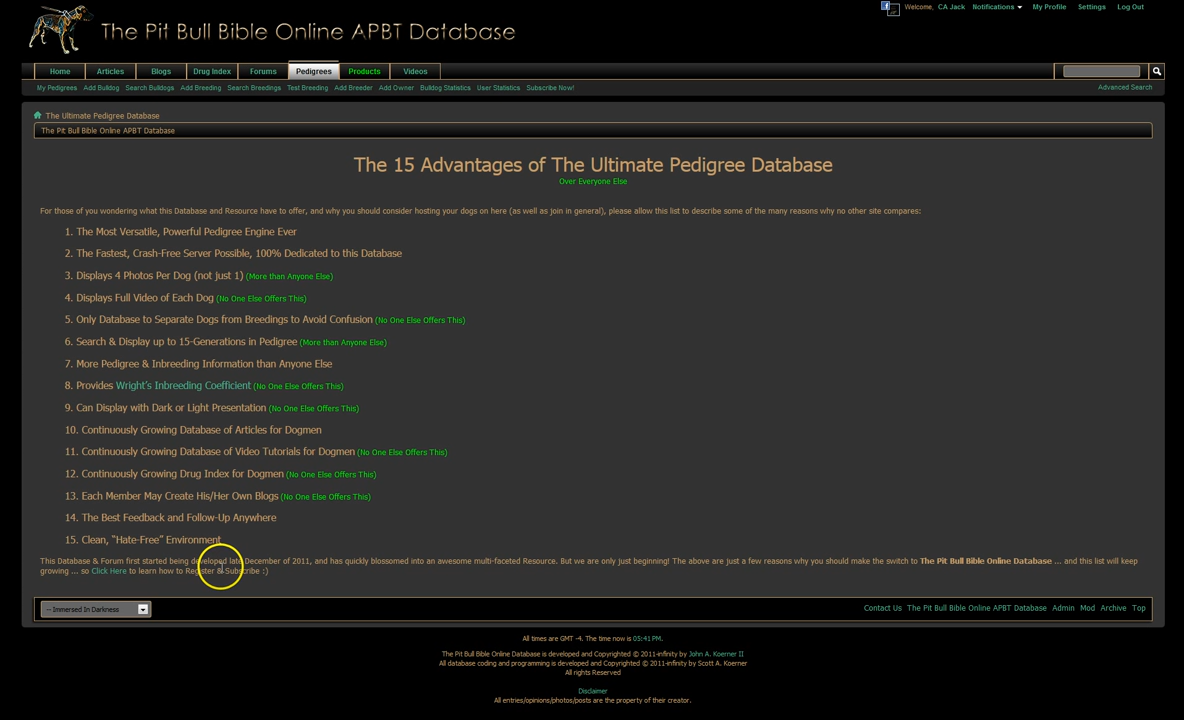 Welcome, CA Jack Notifications My Profile Settings Log Out
The Pit Bull Bible Online APBT Database
Home Articles Blogs Drug Index Forums Pedigrees Products Videos
My Pedigrees Add Bulldog Search Bulldogs Add Breeding Search Breedings Test Breeding Add Breeder Add Owner Bulldog Statistics User Statistics Subscribe Now! Advanced Search
The Ultimate Pedigree Database
The Pit Bull Bible Online APBT Database
The 15 Advantages of The Ultimate Pedigree Database
Over Everyone Else
For those of you wondering what this Database and Resource have to offer, and why you should consider hosting your dogs on here (as well as join in general), please allow this list to describe some of the many reasons why no other site compares:
1. The Most Versatile, Powerful Pedigree Engine Ever
2. The Fastest, Crash-Free Server Possible, 100% Dedicated to this Database
3. Displays 4 Photos Per Dog (not just 1) (More than Anyone Else)
4. Displays Full Video of Each Dog (No One Else Offers This)
5. Only Database to Separate Dogs from Breedings to Avoid Confusion (No One Else Offers This)
6. Search & Display up to 15-Generations in Pedigree (More than Anyone Else)
7. More Pedigree & Inbreeding Information than Anyone Else
8. Provides Wright's Inbreeding Coefficient (No One Else Offers This)
9. Can Display with Dark or Light Presentation (No One Else Offers This)
10. Continuously Growing Database of Articles for Dogmen
11. Continuously Growing Database of Video Tutorials for Dogmen (No One Else Offers This)
12. Continuously Growing Drug Index for Dogmen (No One Else Offers This)
13. Each Member May Create His/Her Own Blogs (No One Else Offers This)
14. The Best Feedback and Follow-Up Anywhere
15. Clean, “Hate-Free” Environment
This Database & Forum first started being developed late December of 2011, and has quickly blossomed into an awesome multi-faceted Resource. But we are only just beginning! The above are just a few reasons why you should make the switch to The Pit Bull Bible Online Database ... and this list will keep
growing ... so Click Here to learn how to Register & Subscribe :)
-- Immersed In Darkness Contact Us The Pit Bull Bible Online APBT Database Admin Mod Archive Top
All times are GMT -4. The time now is 05:41 PM.
The Pit Bull Bible Online Database is developed and Copyrighted © 2011-infinity by John A. Koerner II
All database coding and programming is developed and Copyrighted © 2011-infinity by Scott A. Koerner
All rights Reserved
Disclaimer
All entries/opinions/photos/posts are the property of their creator.